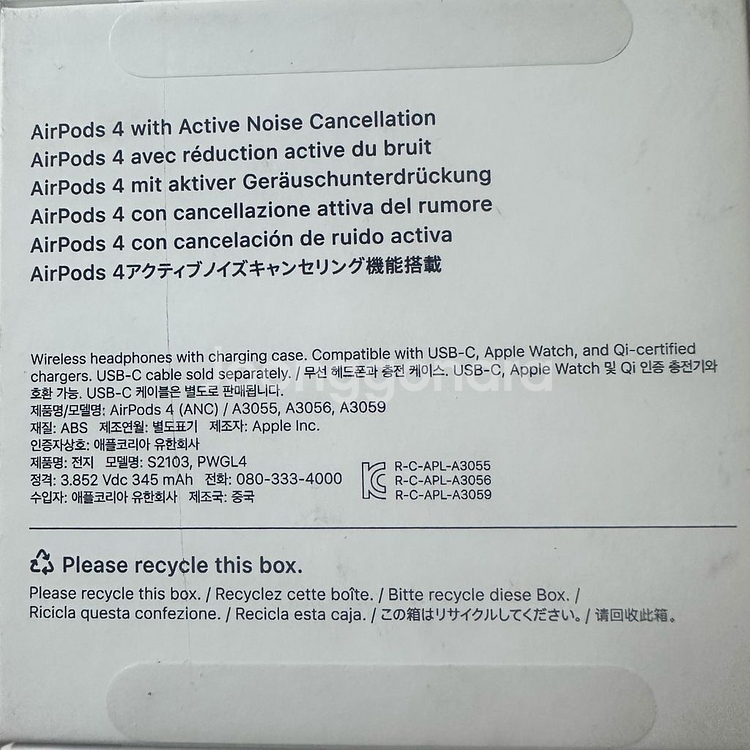 AirPods 4 with Active Noise Cancellation
AirPods 4 avec réduction active du bruit
AirPods 4 mit aktiver Geräuschunterdrückung
AirPods 4 con cancellazione attiva del rumore
AirPods 4 con cancelación de ruido activa
AirPods 4アクティブノイズキャンセリング機能搭載
Wireless headphones with charging case. Compatible with USB-C, Apple Watch, and Qi-certified
chargers. USB-C cable sold separately. / 무선 헤드폰과 충전 케이스. USB-C, Apple Watch 및 Qi 인증 충전기와
호환 가능. USB-C 케이블은 별도로 판매됩니다.
joonggonara
제품명/모델명: AirPods 4 (ANC) / A3055, A3056, A3059
재질: ABS 제조연월: 별도표기 제조자: Apple Inc.
인증자상호: 애플코리아 유한회사
제품명: 전지 모델명: S2103, PWGL4
정격: 3.852 Vdc 345 mAh 전화: 080-333-4000
수입자: 애플코리아 유한회사 제조국: 중국
R-C-APL-A3055
R-C-APL-A3056
R-C-APL-A3059
Please recycle this box.
Please recycle this box. / Recyclez cette boîte. / Bitte recycle diese Box. /
Ricicla questa confezione. / Recicla esta caja. / この箱はリサイクルしてください。/ 请回收此箱。